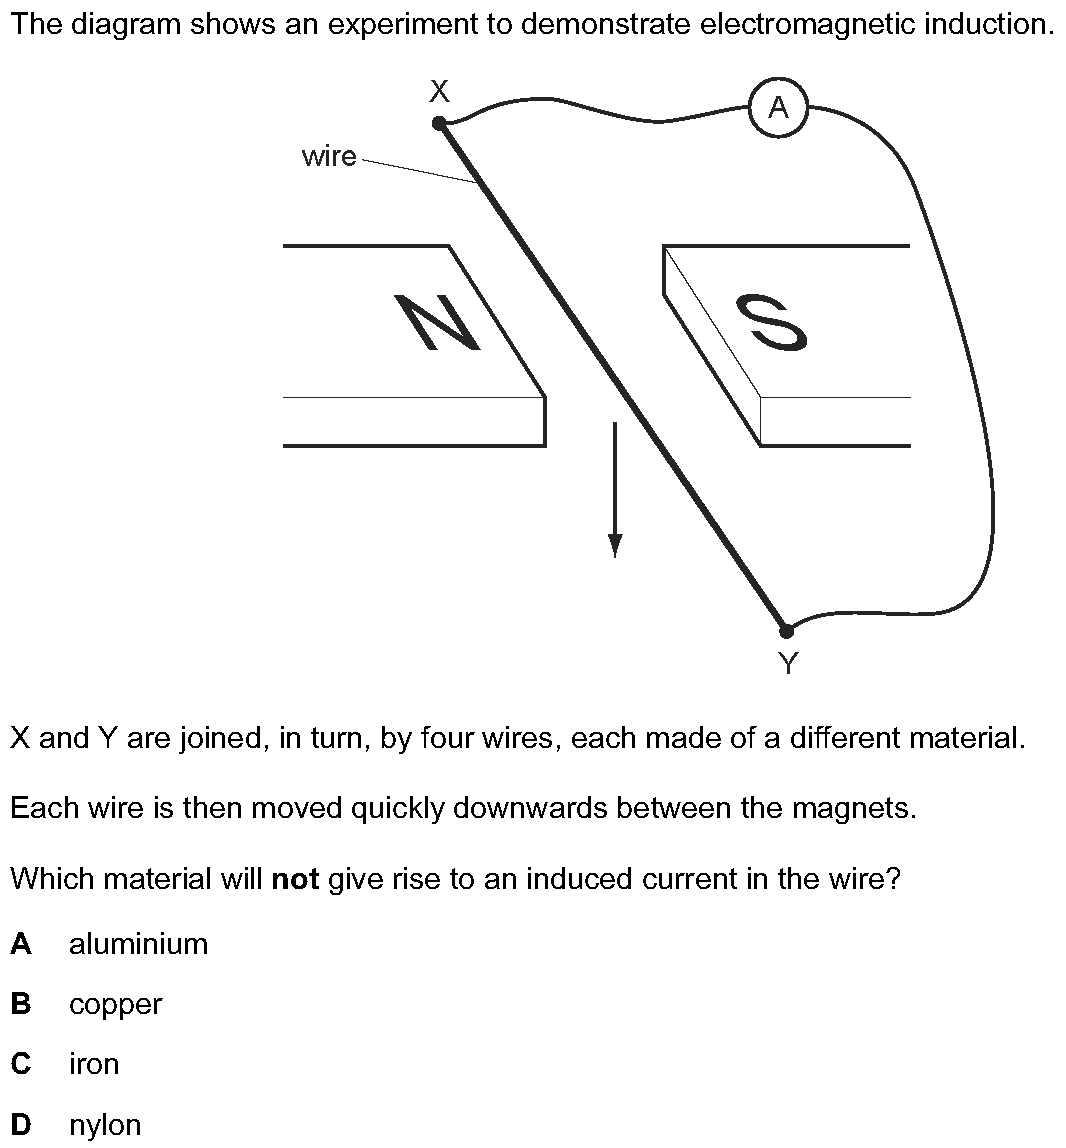 The diagram shows an experiment to demonstrate electromagnetic induction.
X
A
wire
N
S
Y
X and Y are joined, in turn, by four wires, each made of a different material.
Each wire is then moved quickly downwards between the magnets.
Which material will not give rise to an induced current in the wire?
A aluminium
B copper
C iron
D nylon